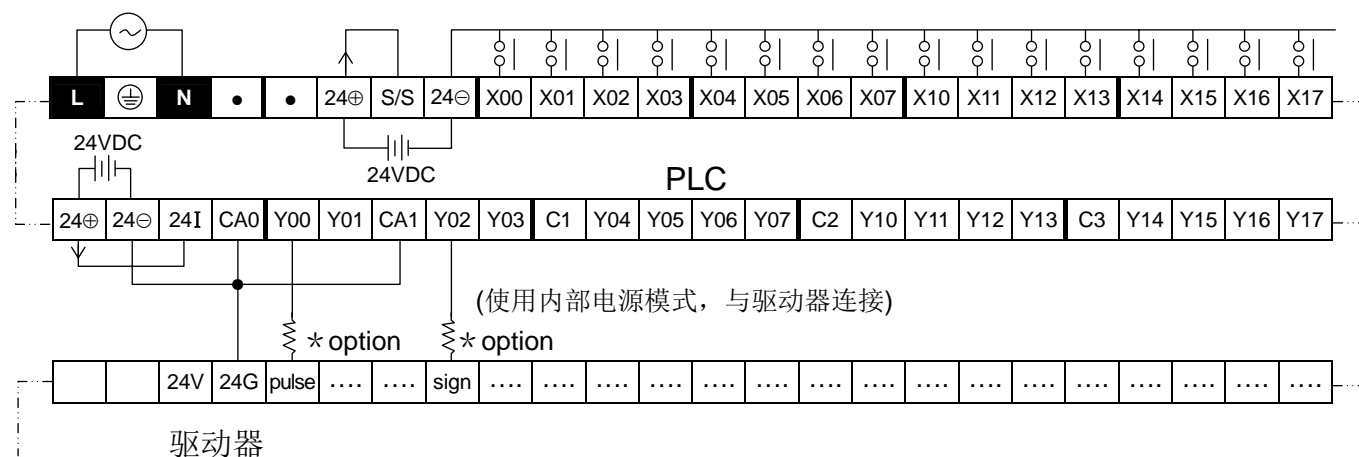 L N • • 24⊕ S/S 24⊖ X00 X01 X02 X03 X04 X05 X06 X07 X10 X11 X12 X13 X14 X15 X16 X17
24VDC
24VDC
PLC
24⊕ 24⊖ 24I CA0 Y00 Y01 CA1 Y02 Y03 C1 Y04 Y05 Y06 Y07 C2 Y10 Y11 Y12 Y13 C3 Y14 Y15 Y16 Y17
(使用内部电源模式，与驱动器连接)
*option *option
24V 24G pulse .... .... sign .... .... .... .... .... .... .... .... .... .... .... .... .... .... .... ....
驱动器